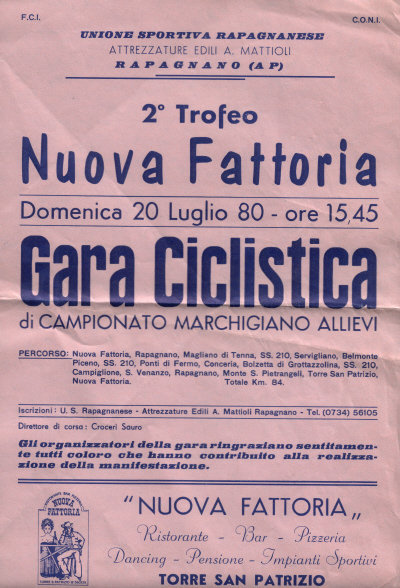 F.C.I. C.O.N.I.
UNIONE SPORTIVA RAPAGNANESE
ATTREZZATURE EDILI A. MATTIOLI
RAPAGNANO (AP)
2° Trofeo
Nuova Fattoria
Domenica 20 Luglio 80 - ore 15,45
Gara Ciclistica
di CAMPIONATO MARCHIGIANO ALLIEVI
PERCORSO: Nuova Fattoria, Rapagnano, Magliano di Tenna, SS. 210, Servigliano, Belmonte
Piceno, SS. 210, Ponti di Fermo, Conceria, Bolzetta di Grottazzolina, SS. 210,
Campiglione, S. Venanzo, Rapagnano, Monte S. Pietrangeli, Torre San Patrizio,
Nuova Fattoria. Totale Km. 84.
Iscrizioni: U. S. Rapagnanese - Attrezzature Edili A. Mattioli Rapagnano - Tel. (0734) 56105
Direttore di corsa: Croceri Sauro
Gli organizzatori della gara ringraziano sentitamen-
te tutti coloro che hanno contribuito alla realizza-
zione della manifestazione.
NUOVA
FATTORIA
"NUOVA FATTORIA"
Ristorante - Bar - Pizzeria
Dancing - Pensione - Impianti Sportivi
TORRE SAN PATRIZIO